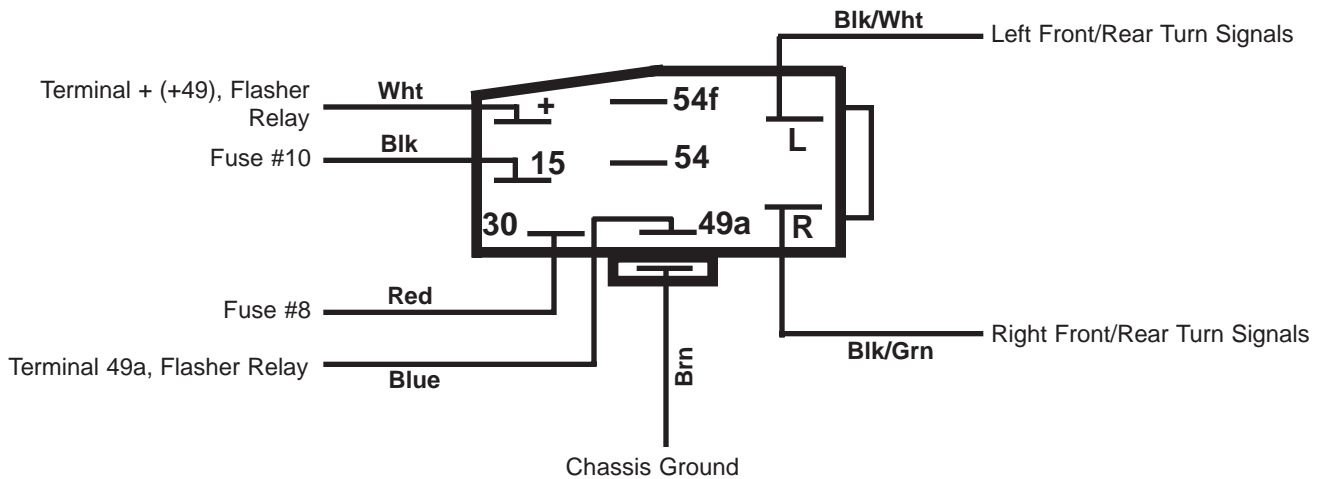 Blk/Wht
Left Front/Rear Turn Signals
Terminal + (+49), Flasher
Relay
Wht
+
54f
L
Fuse #10
Blk
15
54
30
49a
R
Fuse #8
Red
Right Front/Rear Turn Signals
Blk/Grn
Terminal 49a, Flasher Relay
Blue
Brn
Chassis Ground